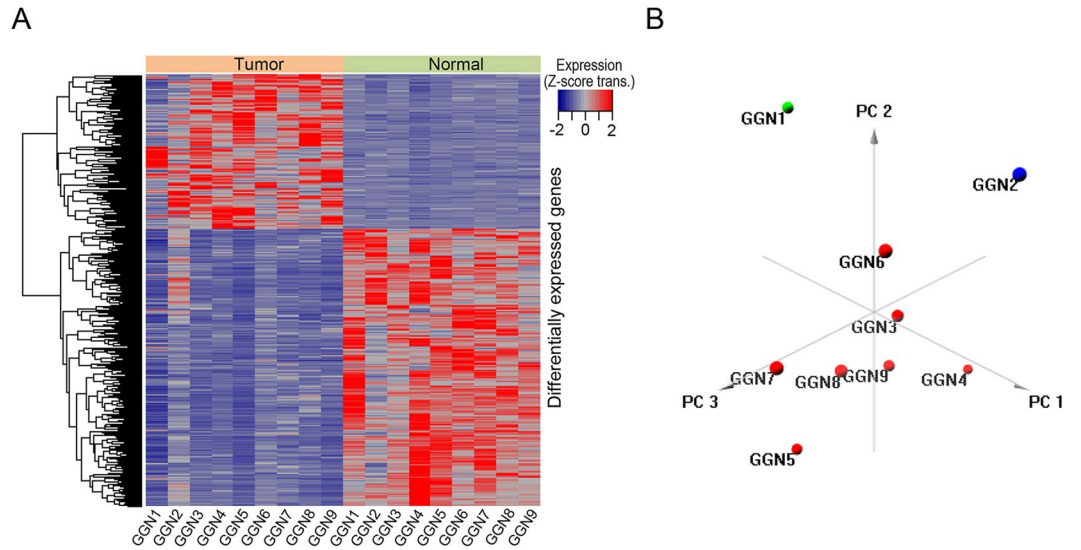 A
B
Tumor
Normal
Expression
(Z-score trans.)
-2 0 2
Differentially expressed genes
GGN1
GGN2
GGN3
GGN4
GGN5
GGN6
GGN7
GGN8
GGN9
GGN1
GGN2
GGN3
GGN4
GGN5
GGN6
GGN7
GGN8
GGN9
GGN1
PC 2
GGN2
GGN6
GGN3
GGN7
GGN8
GGN9
GGN4
PC 3
PC 1
GGN5